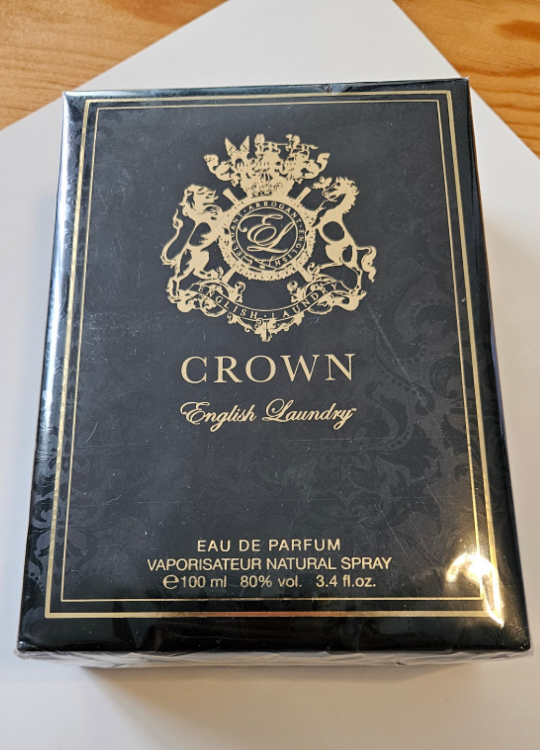 EL
ENGLISH·LAUNDRY
CROWN
English Laundry
EAU DE PARFUM
VAPORISATEUR NATURAL SPRAY
℮100 ml 80% vol. 3.4 fl.oz.